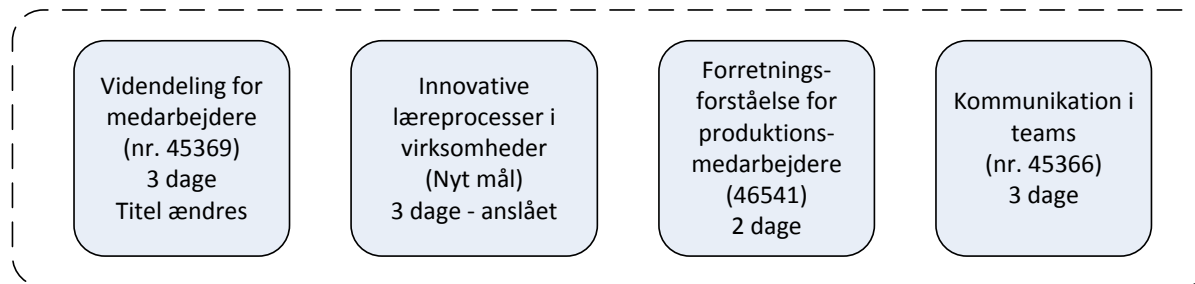 Videndeling for
medarbejdere
(nr. 45369)
3 dage
Titel ændres
Innovative
læreprocesser i
virksomheder
(Nyt mål)
3 dage - anslået
Forretnings-
forståelse for
produktions-
medarbejdere
(46541)
2 dage
Kommunikation i
teams
(nr. 45366)
3 dage